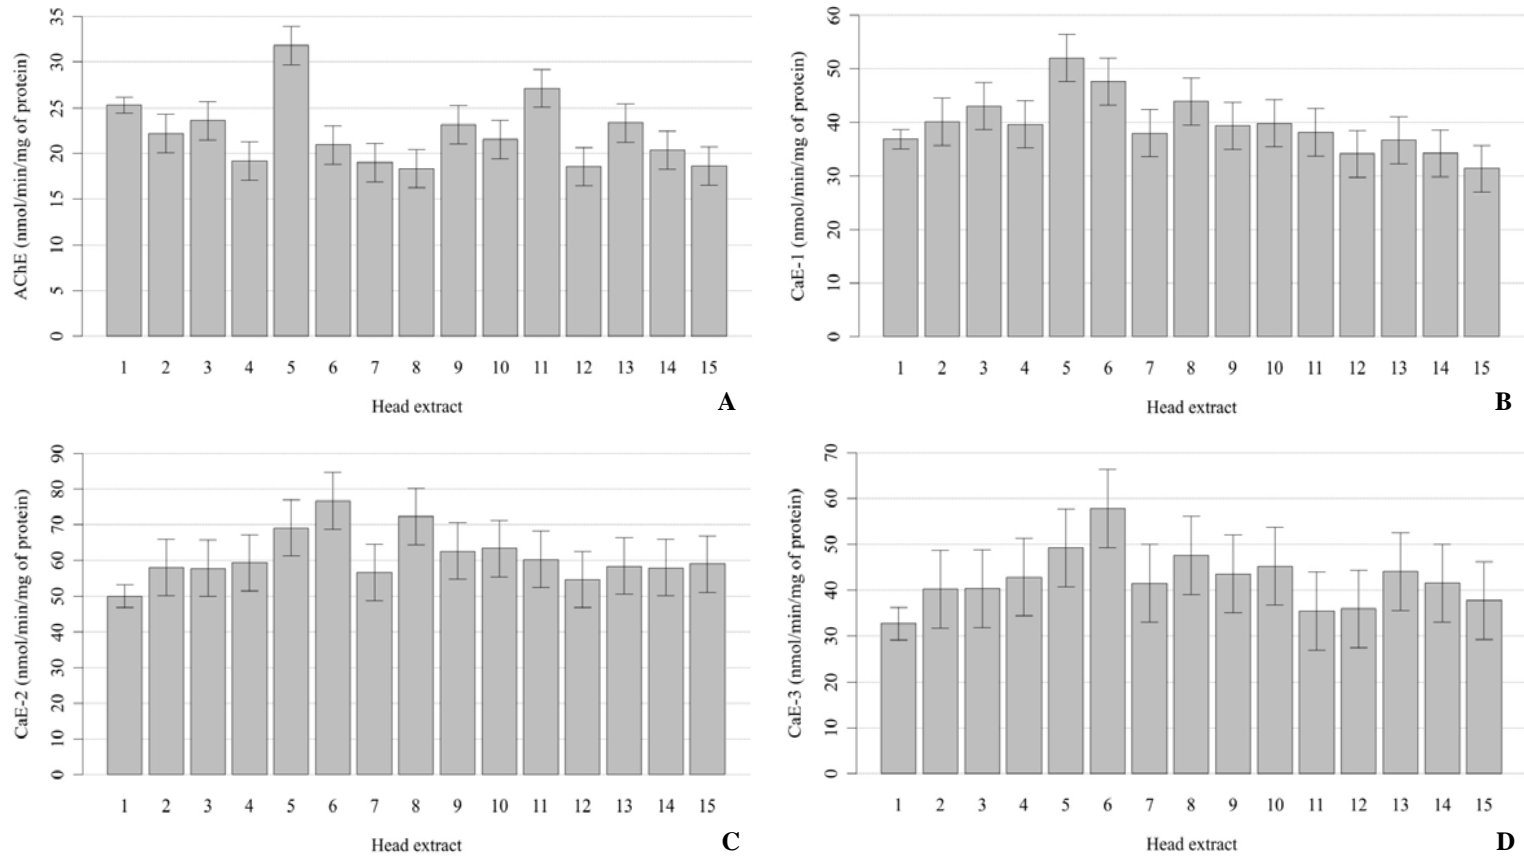 AChE (nmol/min/mg of protein)
0 5 10 15 20 25 30 35
1 2 3 4 5 6 7 8 9 10 11 12 13 14 15
Head extract
A
CaE-1 (nmol/min/mg of protein)
0 10 20 30 40 50 60
1 2 3 4 5 6 7 8 9 10 11 12 13 14 15
Head extract
B
CaE-2 (nmol/min/mg of protein)
0 10 20 30 40 50 60 70 80 90
1 2 3 4 5 6 7 8 9 10 11 12 13 14 15
Head extract
C
CaE-3 (nmol/min/mg of protein)
0 10 20 30 40 50 60 70
1 2 3 4 5 6 7 8 9 10 11 12 13 14 15
Head extract
D